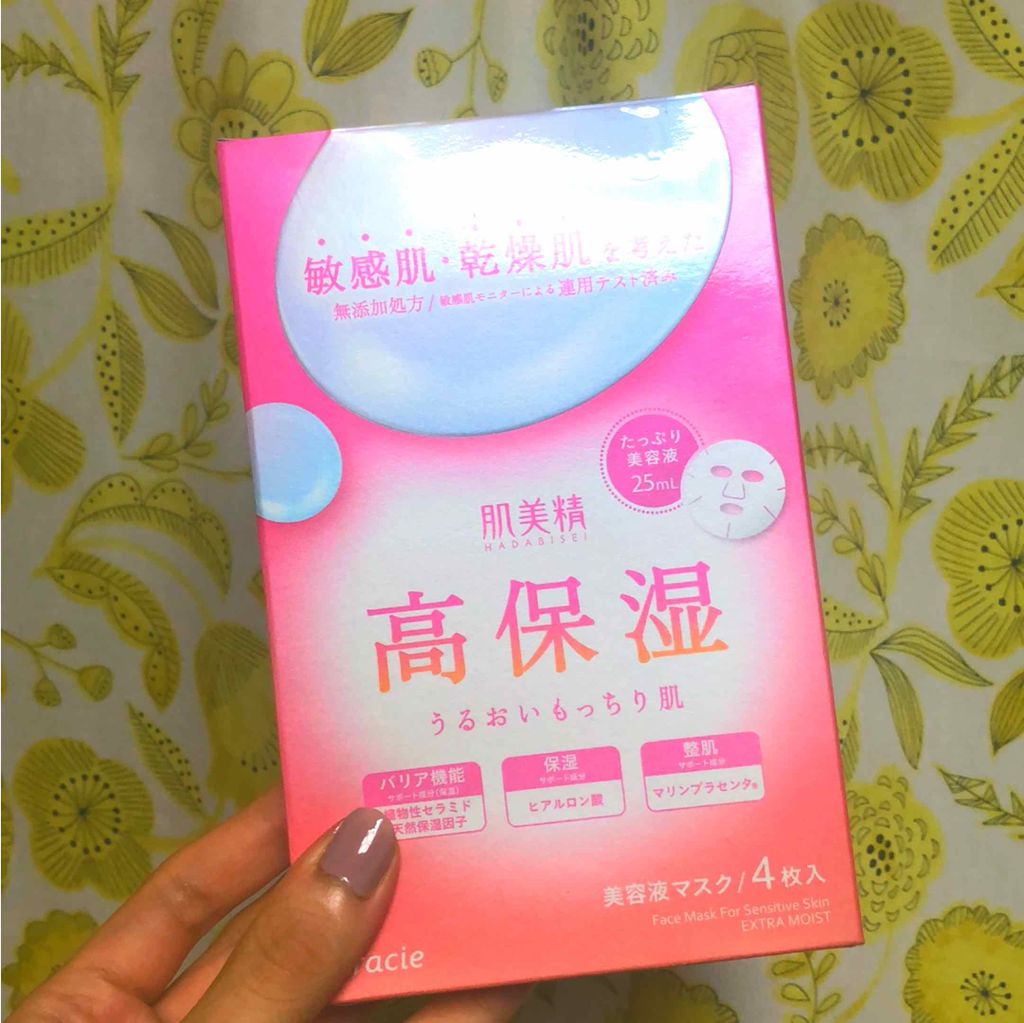 敏感肌・乾燥肌を考えた
無添加処方/敏感肌モニターによる連用テスト済み
たっぷり
美容液
25mL
肌美精
HADABISEI
高保湿
うるおいもっちり肌
バリア機能
サポート成分(保湿)
植物性セラミド
天然保湿因子
保湿
サポート成分
ヒアルロン酸
整肌
サポート成分
マリンプラセンタ®
美容液マスク/4枚入
Face Mask For Sensitive Skin
EXTRA MOIST
racie